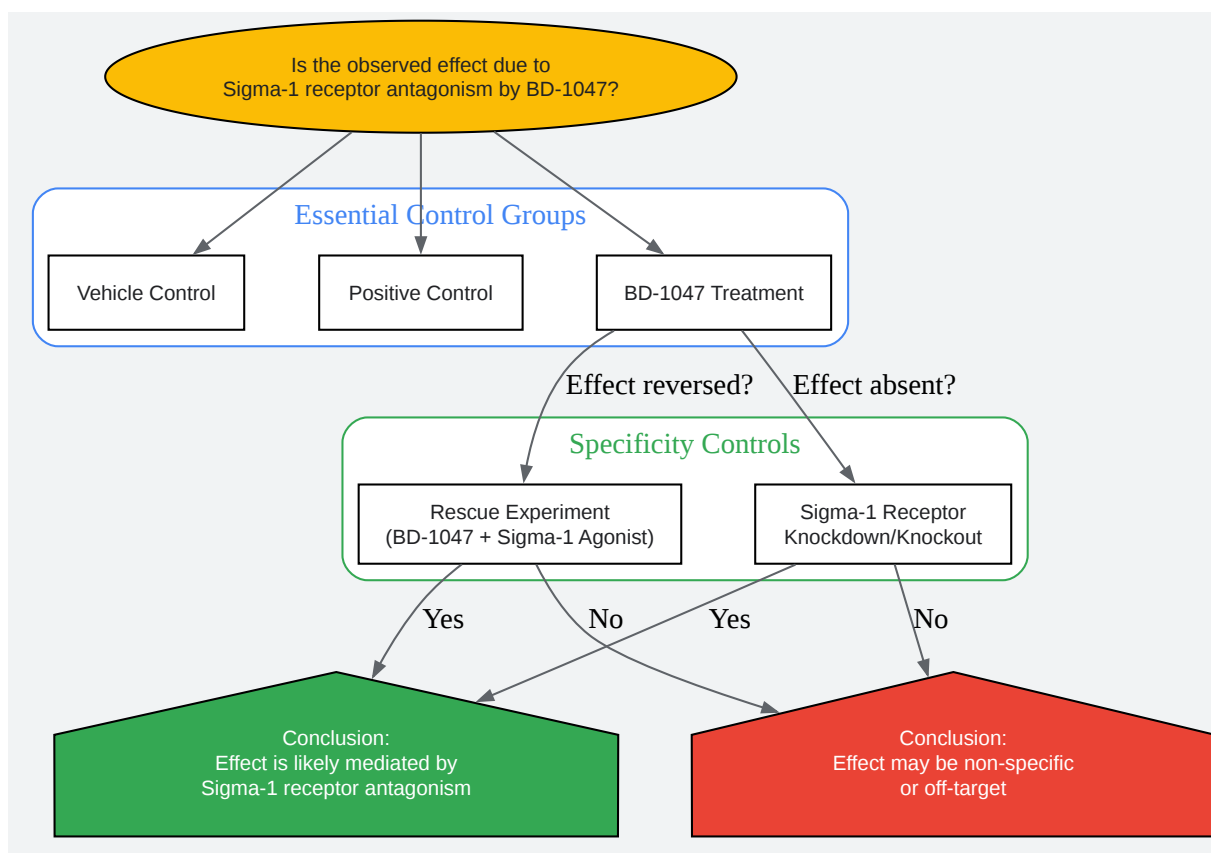 Is the observed effect due to
Sigma-1 receptor antagonism by BD-1047?
Essential Control Groups
Vehicle Control
Positive Control
BD-1047 Treatment
Effect reversed?
Effect absent?
Specificity Controls
Rescue Experiment
(BD-1047 + Sigma-1 Agonist)
Sigma-1 Receptor
Knockdown/Knockout
Yes
No
Yes
No
Conclusion:
Effect is likely mediated by
Sigma-1 receptor antagonism
Conclusion:
Effect may be non-specific
or off-target